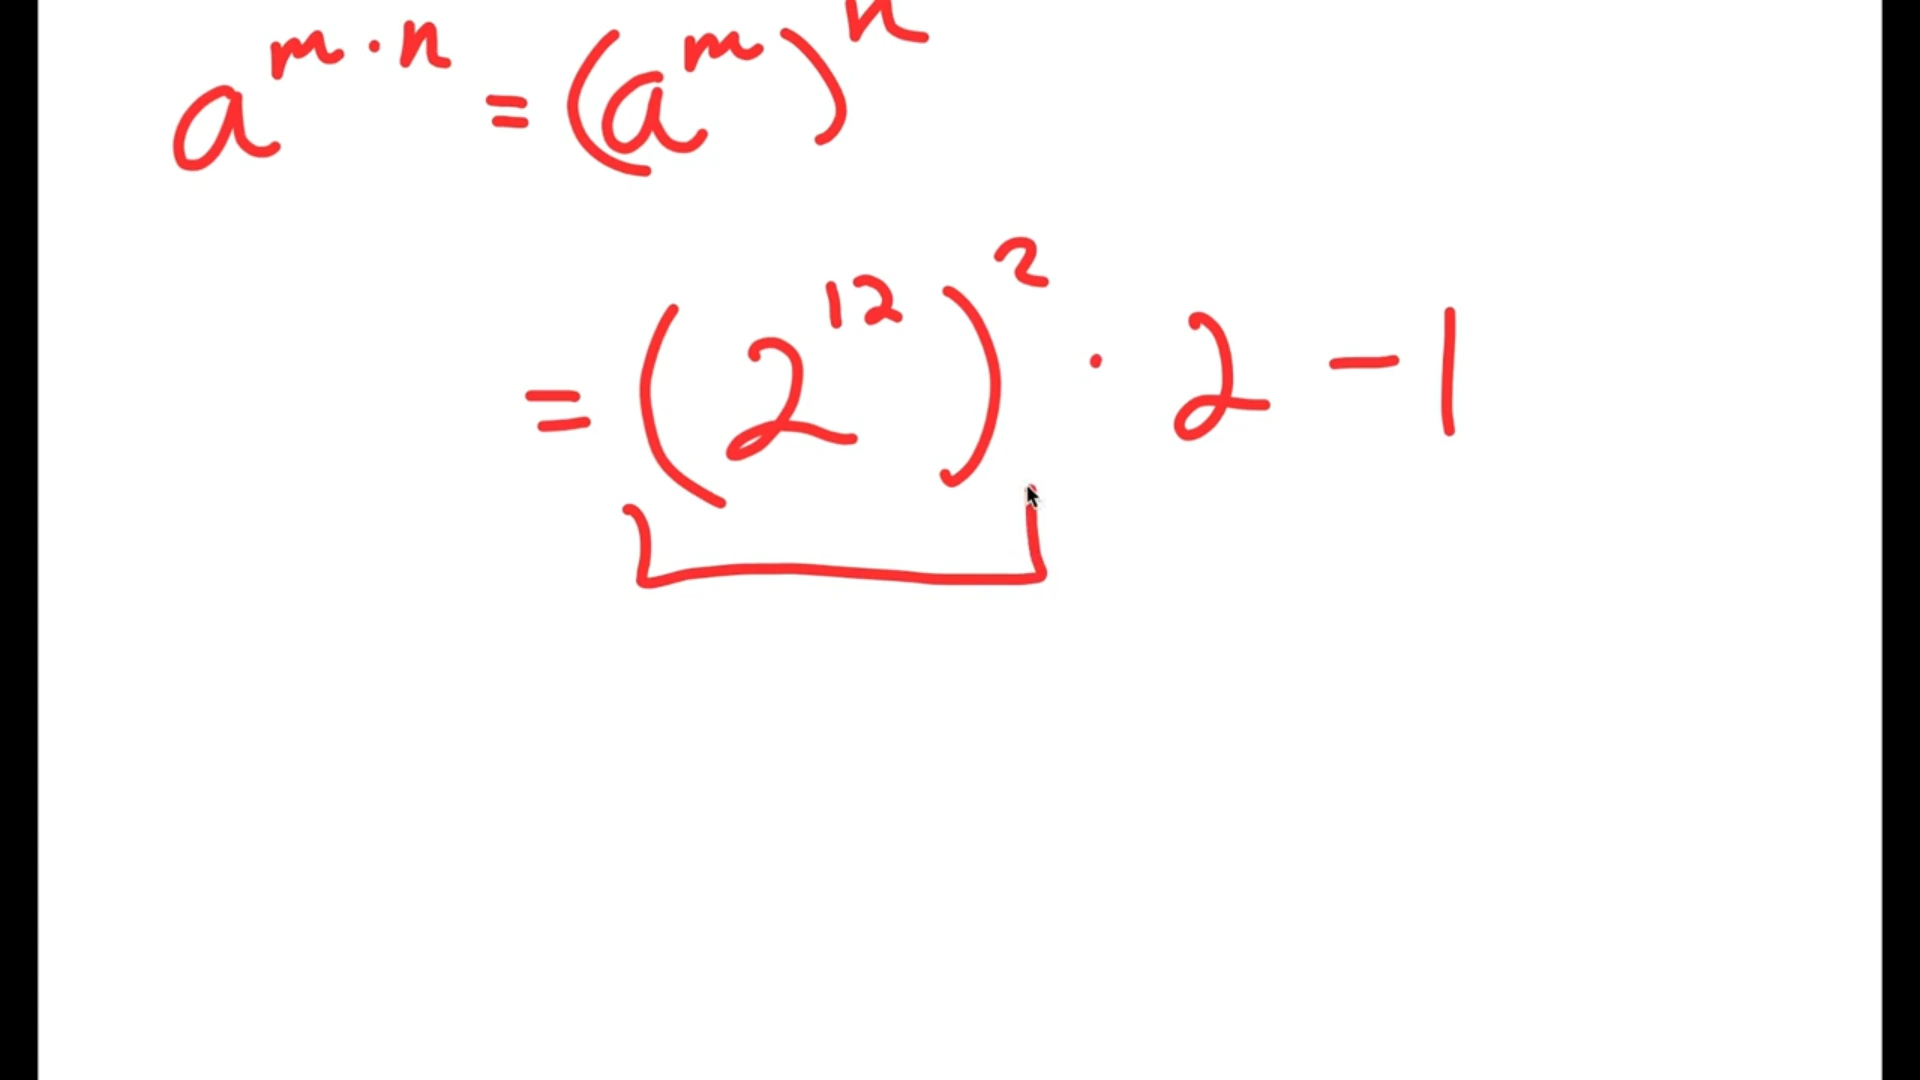 a^{m·n} = (a^m)^n
= (2^{12})^2 · 2 − 1